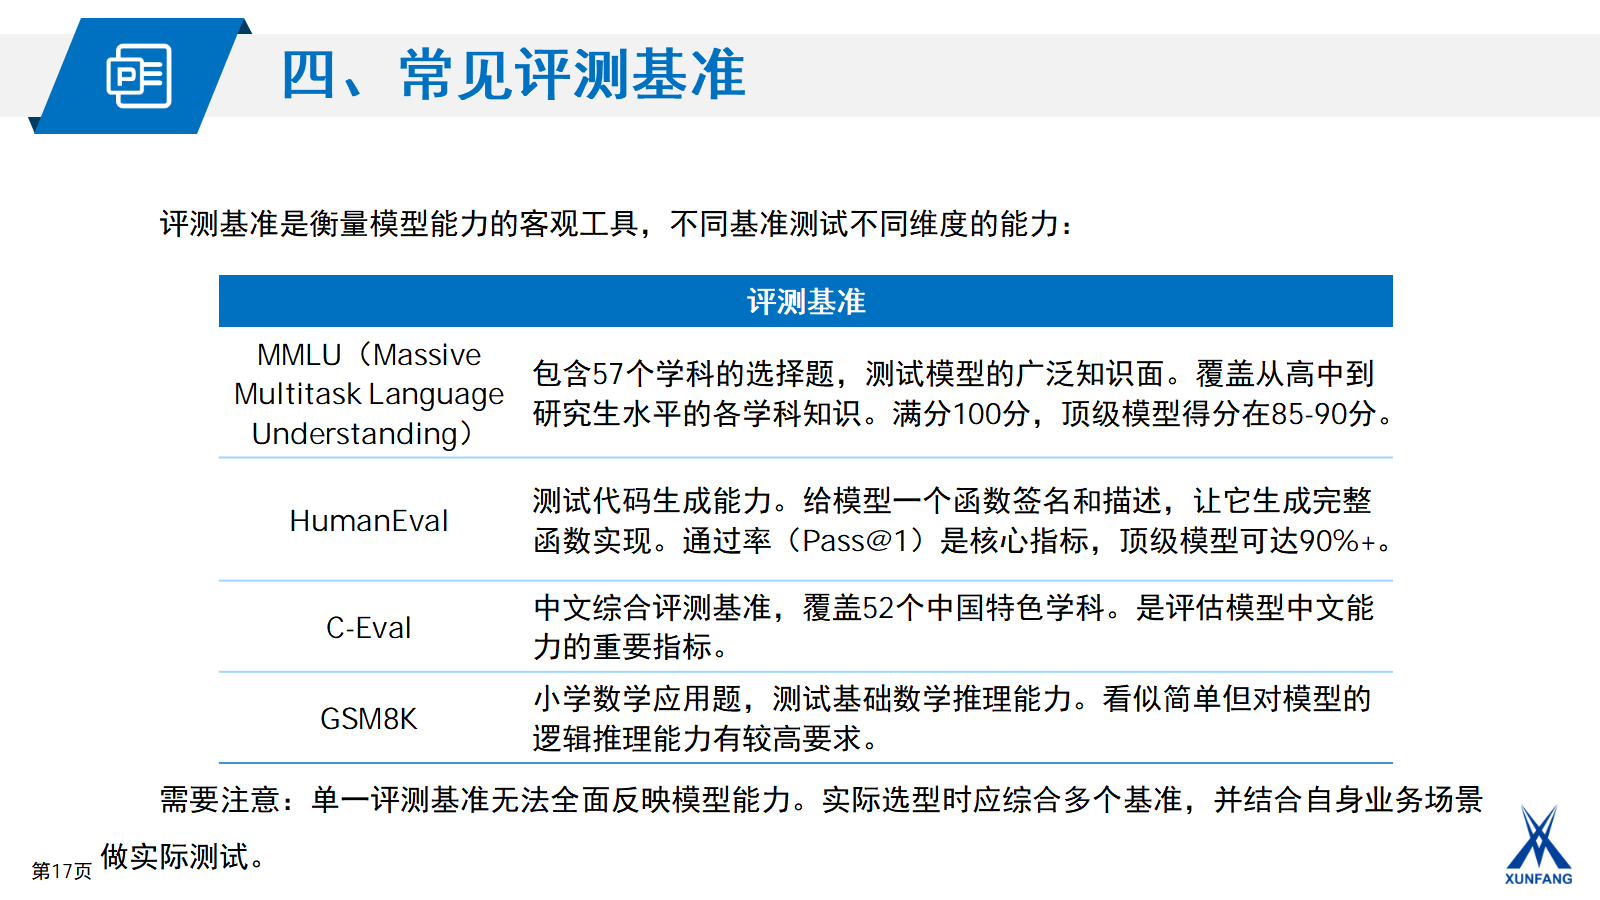 四、常见评测基准
评测基准是衡量模型能力的客观工具，不同基准测试不同维度的能力：
评测基准
MMLU（Massive
Multitask Language
Understanding）
包含57个学科的选择题，测试模型的广泛知识面。覆盖从高中到
研究生水平的各学科知识。满分100分，顶级模型得分在85-90分。
HumanEval
测试代码生成能力。给模型一个函数签名和描述，让它生成完整
函数实现。通过率（Pass@1）是核心指标，顶级模型可达90%+。
C-Eval
中文综合评测基准，覆盖52个中国特色学科。是评估模型中文能
力的重要指标。
GSM8K
小学数学应用题，测试基础数学推理能力。看似简单但对模型的
逻辑推理能力有较高要求。
需要注意：单一评测基准无法全面反映模型能力。实际选型时应综合多个基准，并结合自身业务场景
做实际测试。
第17页
XUNFANG